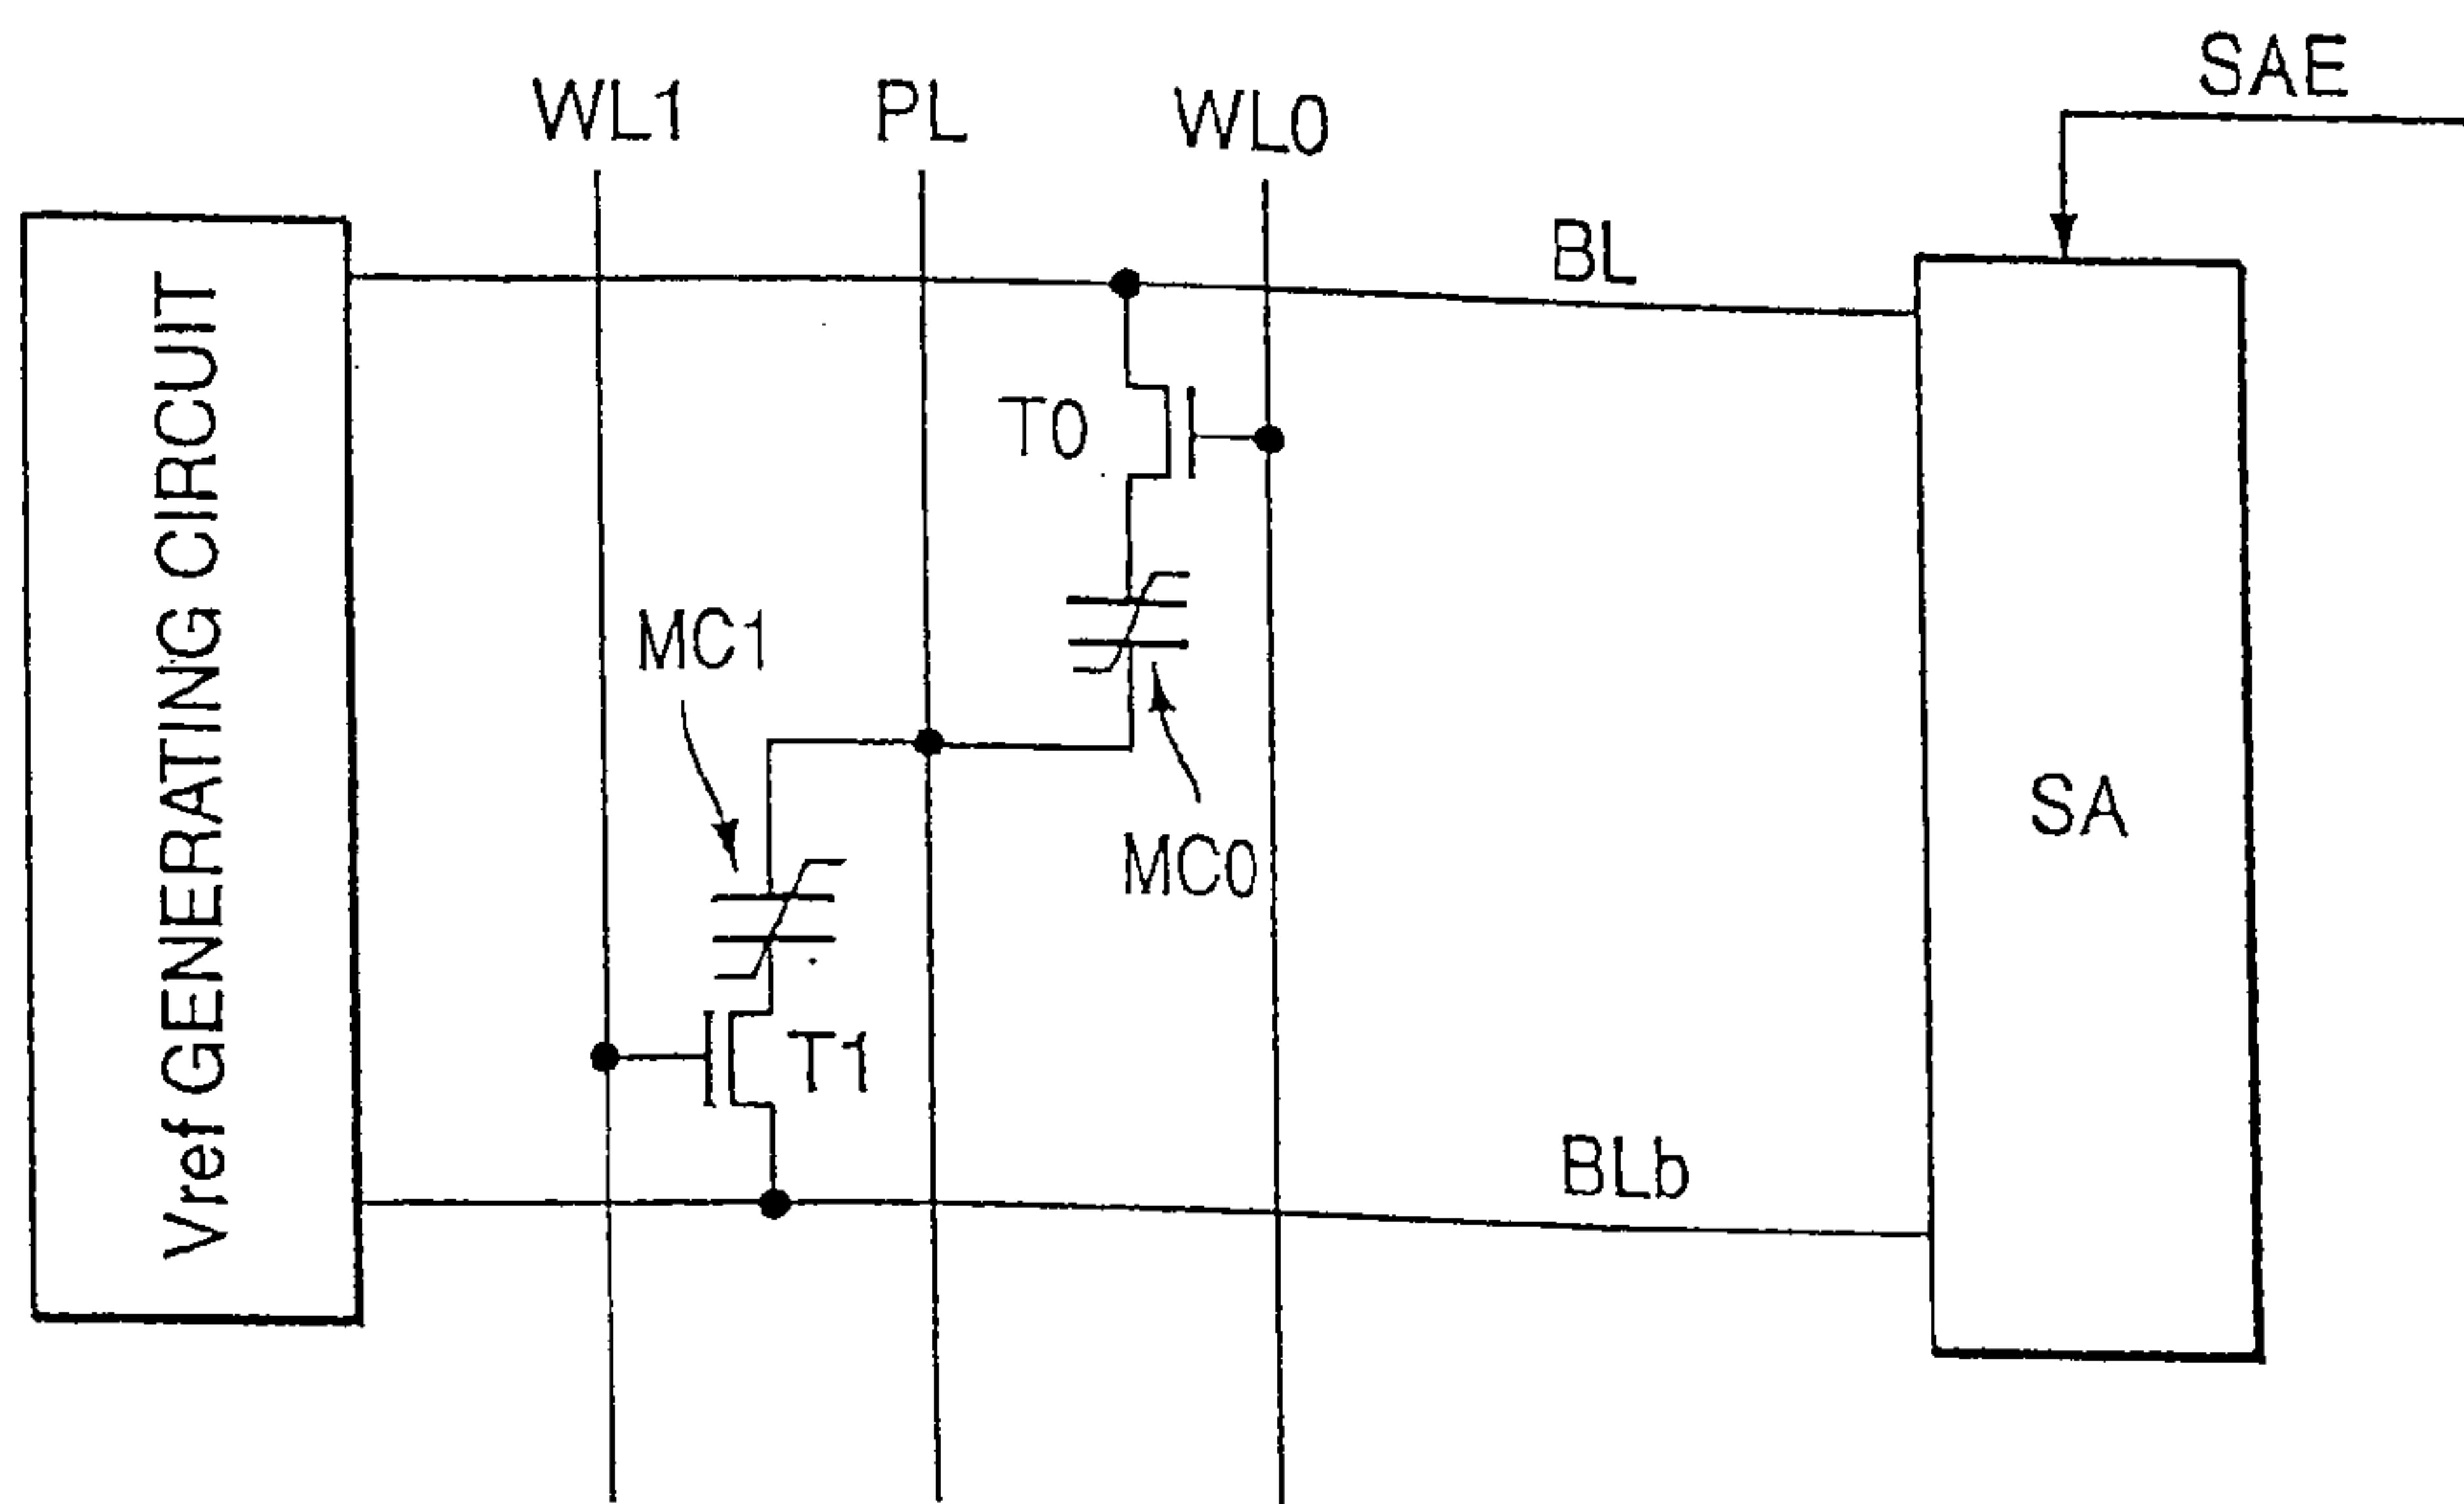 SAE
WL1
PL
WL0
BL
T0
MC1
MC0
SA
T1
BLb
Vref GENERATING CIRCUIT